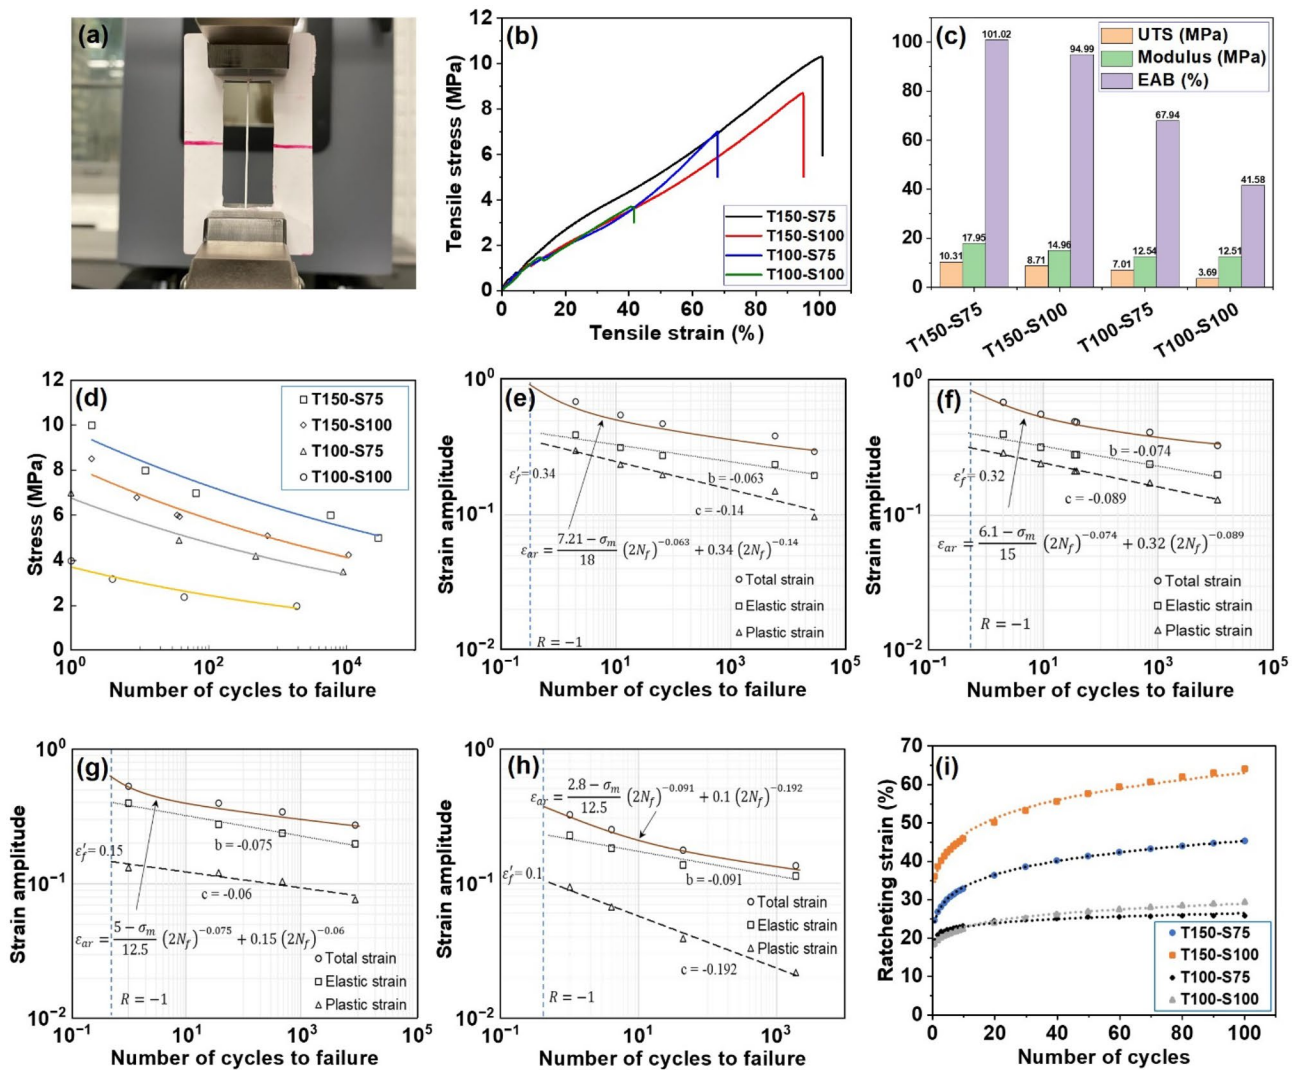 (a)
(b)
Tensile stress (MPa)
12
10
8
6
4
2
0
0 20 40 60 80 100
Tensile strain (%)
T150-S75
T150-S100
T100-S75
T100-S100
(c)
UTS (MPa)
Modulus (MPa)
EAB (%)
100
80
60
40
20
0
101.02
94.99
67.94
41.58
10.31 17.95
8.71 14.96
7.01 12.54
3.69 12.51
T150-S75
T150-S100
T100-S75
T100-S100
(d)
Stress (MPa)
12
10
8
6
4
2
0
10⁰ 10² 10⁴
Number of cycles to failure
T150-S75
T150-S100
T100-S75
T100-S100
(e)
Strain amplitude
10⁰
10⁻¹
10⁻²
ε′f = 0.34
b = -0.063
c = -0.14
εar = (7.21 − σm)/18 (2Nf)^−0.063 + 0.34 (2Nf)^−0.14
Total strain
Elastic strain
Plastic strain
R = −1
10⁻¹ 10¹ 10³ 10⁵
Number of cycles to failure
(f)
Strain amplitude
10⁰
10⁻¹
10⁻²
b = -0.074
ε′f = 0.32
c = -0.089
εar = (6.1 − σm)/15 (2Nf)^−0.074 + 0.32 (2Nf)^−0.089
Total strain
Elastic strain
Plastic strain
R = −1
10⁻¹ 10¹ 10³ 10⁵
Number of cycles to failure
(g)
Strain amplitude
10⁰
10⁻¹
10⁻²
b = -0.075
ε′f = 0.15
c = -0.06
εar = (5 − σm)/12.5 (2Nf)^−0.075 + 0.15 (2Nf)^−0.06
Total strain
Elastic strain
Plastic strain
R = −1
10⁻¹ 10¹ 10³ 10⁵
Number of cycles to failure
(h)
Strain amplitude
10⁰
10⁻¹
10⁻²
εar = (2.8 − σm)/12.5 (2Nf)^−0.091 + 0.1 (2Nf)^−0.192
ε′f = 0.1
b = -0.091
c = -0.192
Total strain
Elastic strain
Plastic strain
R = −1
10⁻¹ 10¹ 10³
Number of cycles to failure
(i)
Ratcheting strain (%)
70
60
50
40
30
20
10
0
T150-S75
T150-S100
T100-S75
T100-S100
0 20 40 60 80 100
Number of cycles